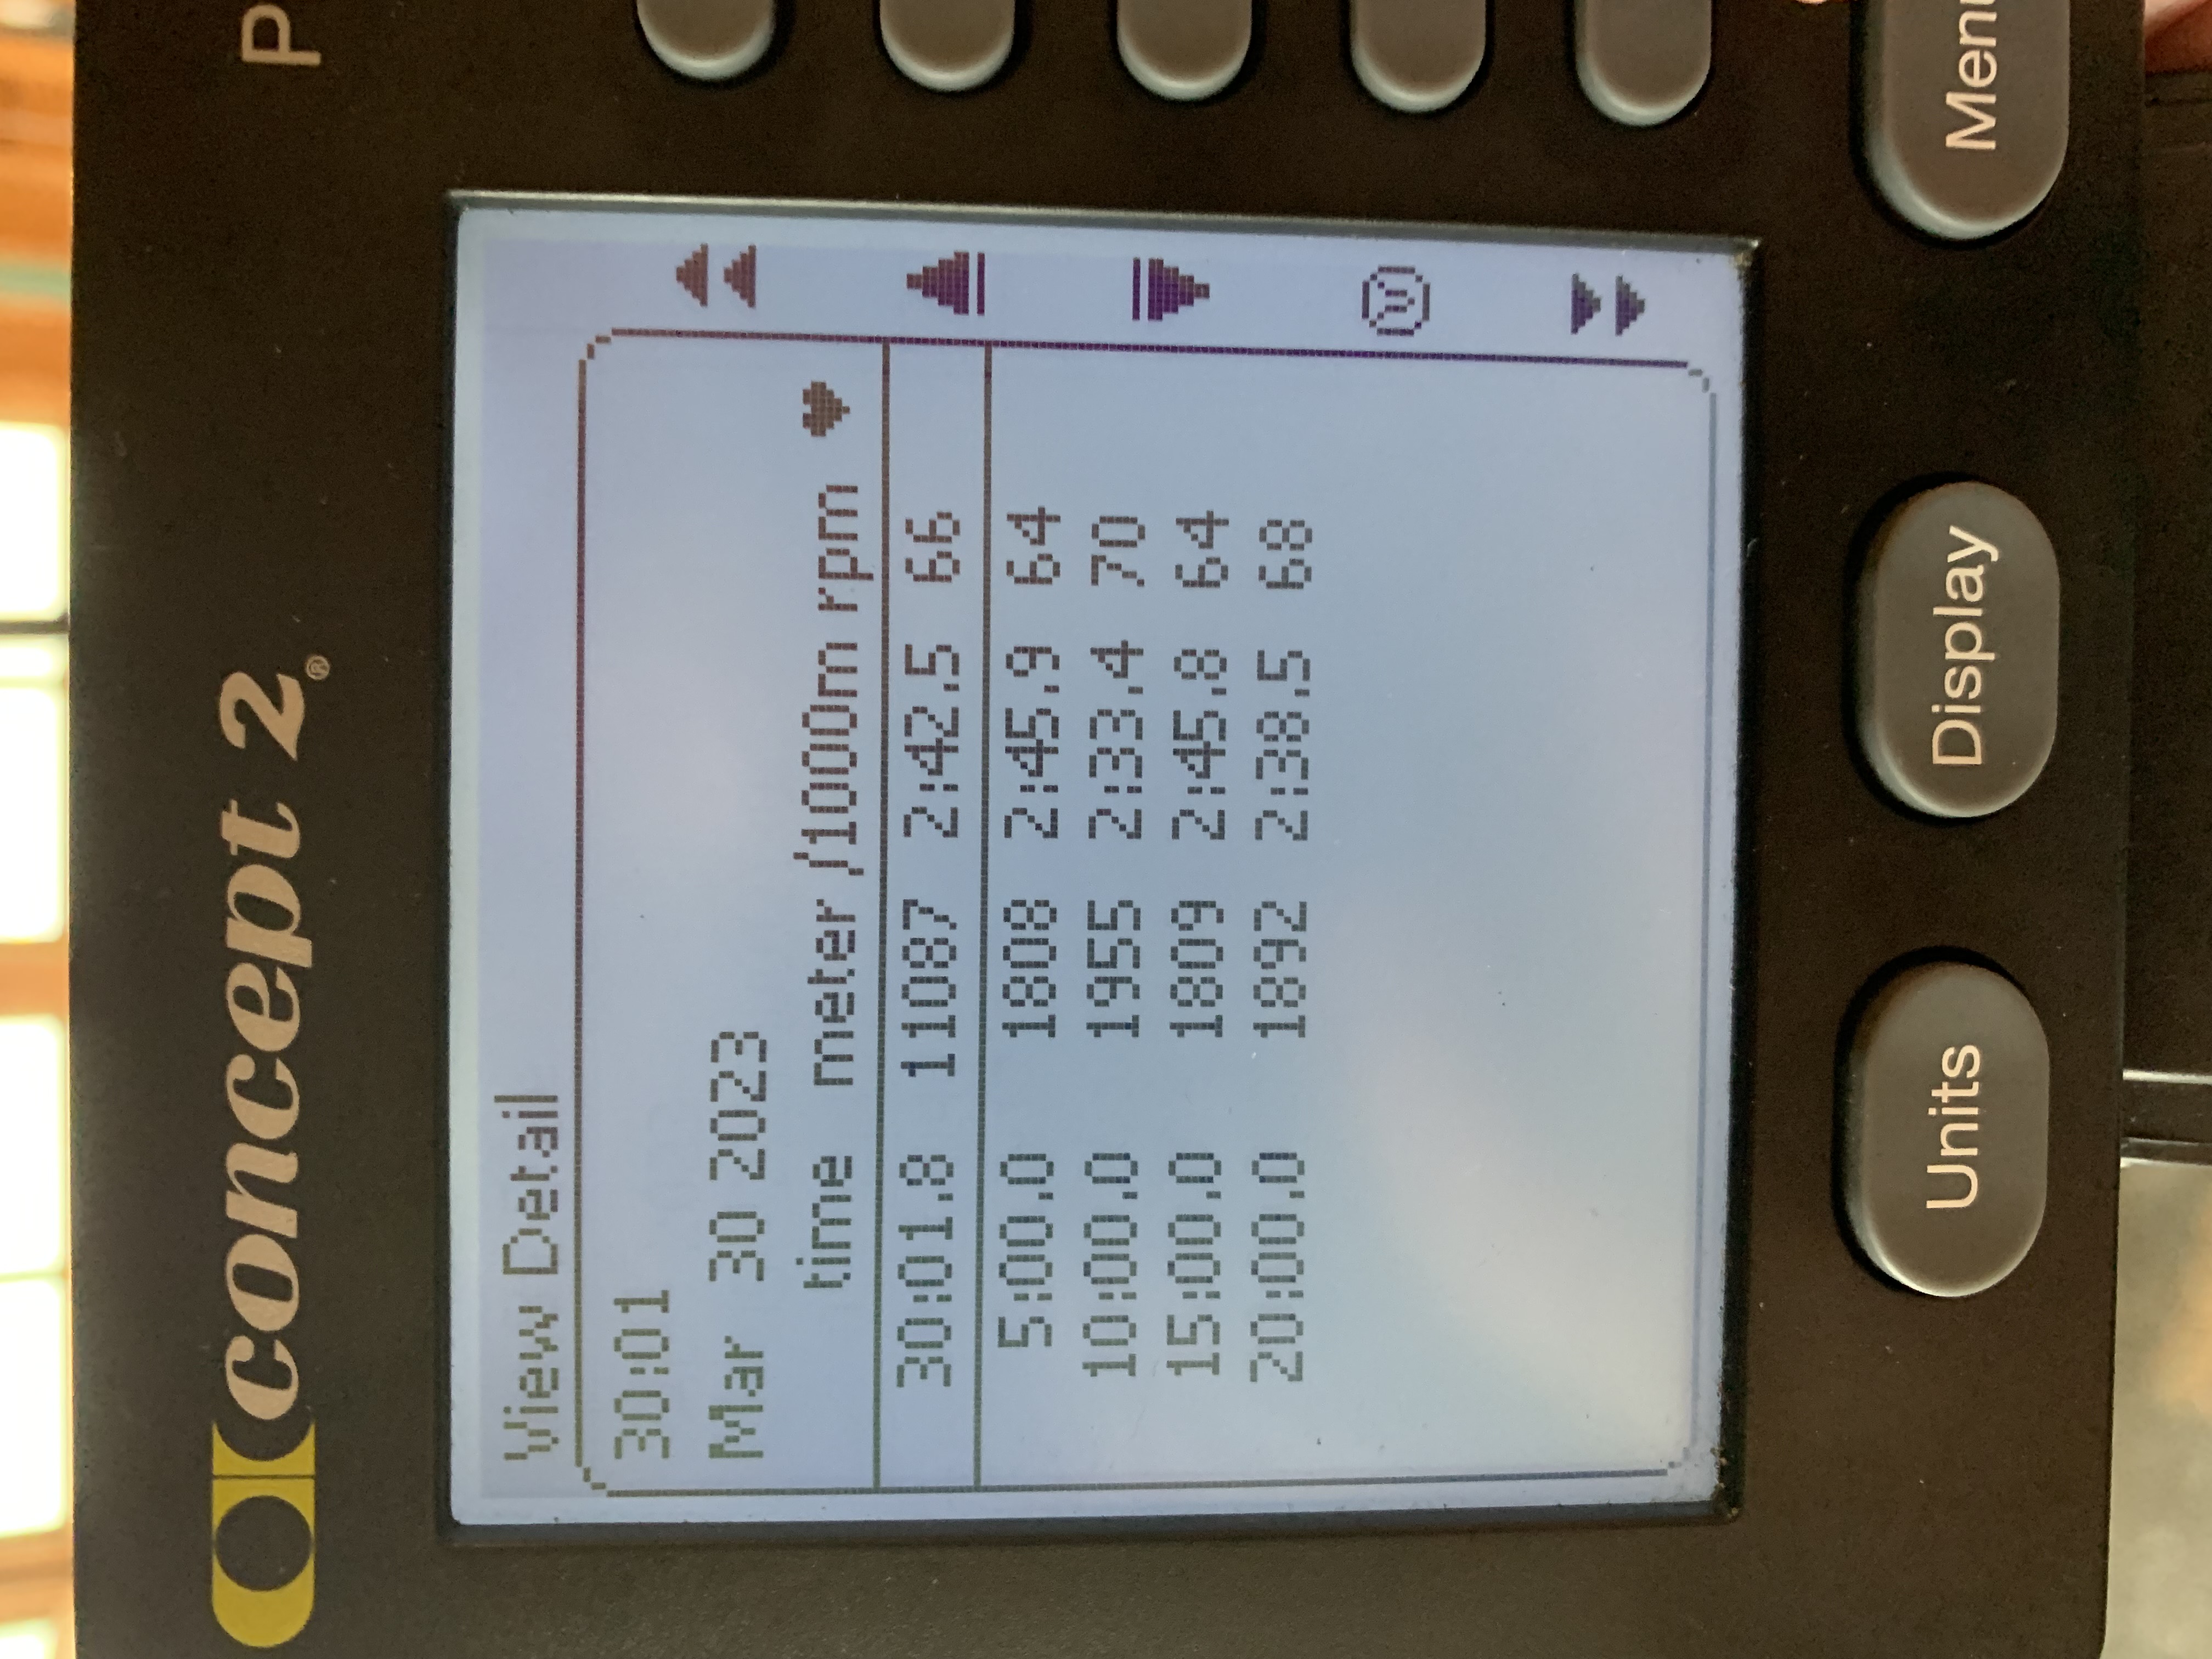 concept 2®
P
View Detail
30:01
Mar 30 2023
time meter /1000m rpm ♥
30:01.8 11087 2:42.5 66
5:00.0 1808 2:45.9 64
10:00.0 1955 2:33.4 70
15:00.0 1809 2:45.8 64
20:00.0 1892 2:38.5 68
V
Units Display Menu